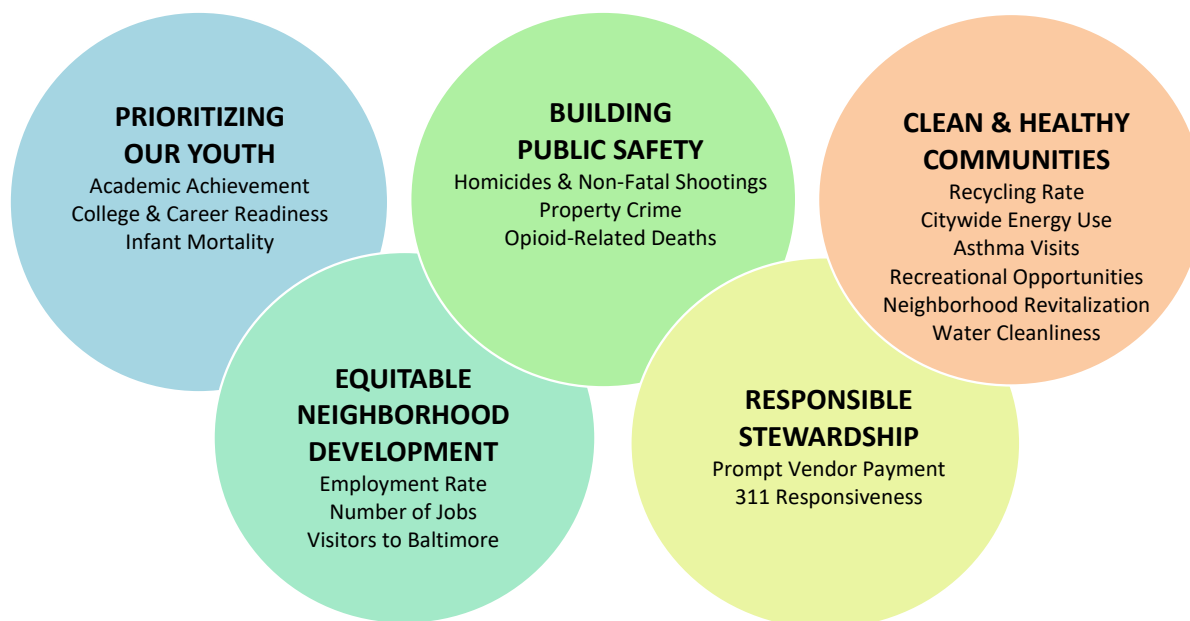 PRIORITIZING
OUR YOUTH
Academic Achievement
College & Career Readiness
Infant Mortality
BUILDING
PUBLIC SAFETY
Homicides & Non-Fatal Shootings
Property Crime
Opioid-Related Deaths
CLEAN & HEALTHY
COMMUNITIES
Recycling Rate
Citywide Energy Use
Asthma Visits
Recreational Opportunities
Neighborhood Revitalization
Water Cleanliness
EQUITABLE
NEIGHBORHOOD
DEVELOPMENT
Employment Rate
Number of Jobs
Visitors to Baltimore
RESPONSIBLE
STEWARDSHIP
Prompt Vendor Payment
311 Responsiveness